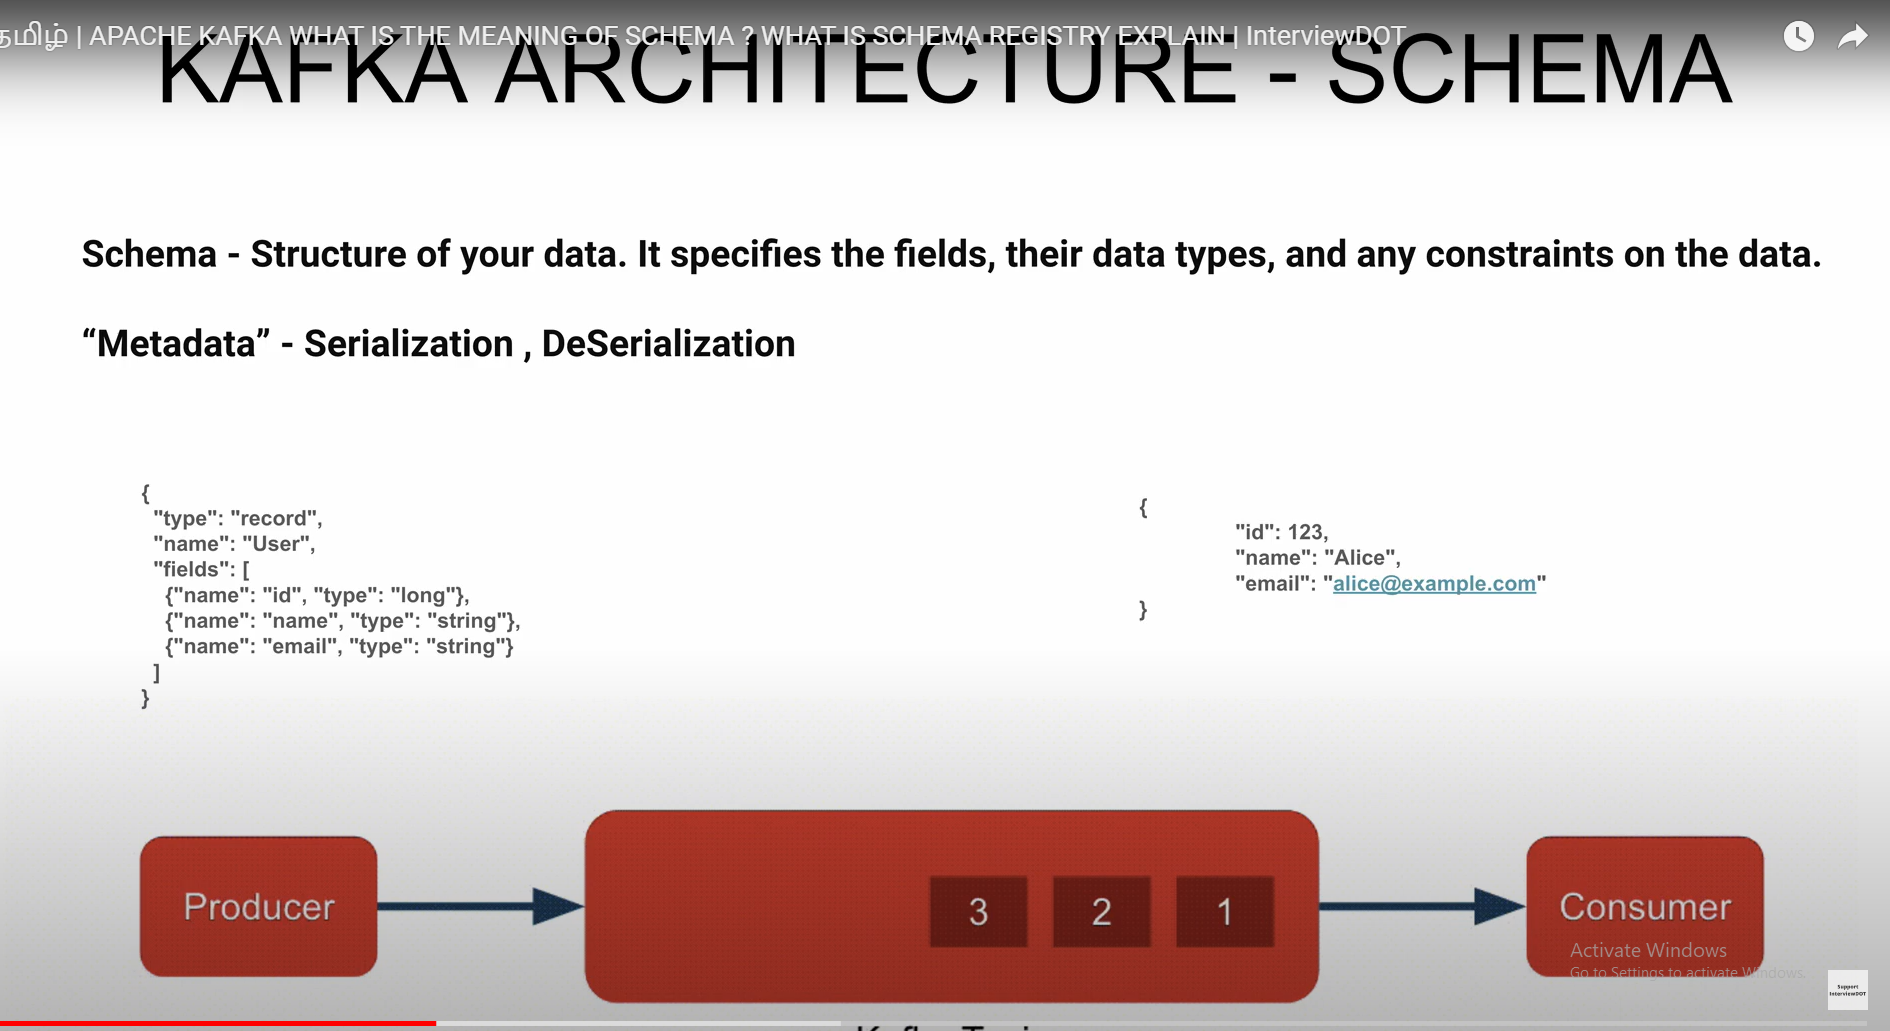 தமிழ் | APACHE KAFKA WHAT IS THE MEANING OF SCHEMA ? WHAT IS SCHEMA REGISTRY EXPLAIN | InterviewDOT
KAFKA ARCHITECTURE - SCHEMA
Schema - Structure of your data. It specifies the fields, their data types, and any constraints on the data.
“Metadata” - Serialization , DeSerialization
{
"type": "record",
"name": "User",
"fields": [
{"name": "id", "type": "long"},
{"name": "name", "type": "string"},
{"name": "email", "type": "string"}
]
}
{
"id": 123,
"name": "Alice",
"email": "alice@example.com"
}
Producer
3 2 1
Consumer
Activate Windows
Go to Settings to activate Windows.
Support
InterviewDOT